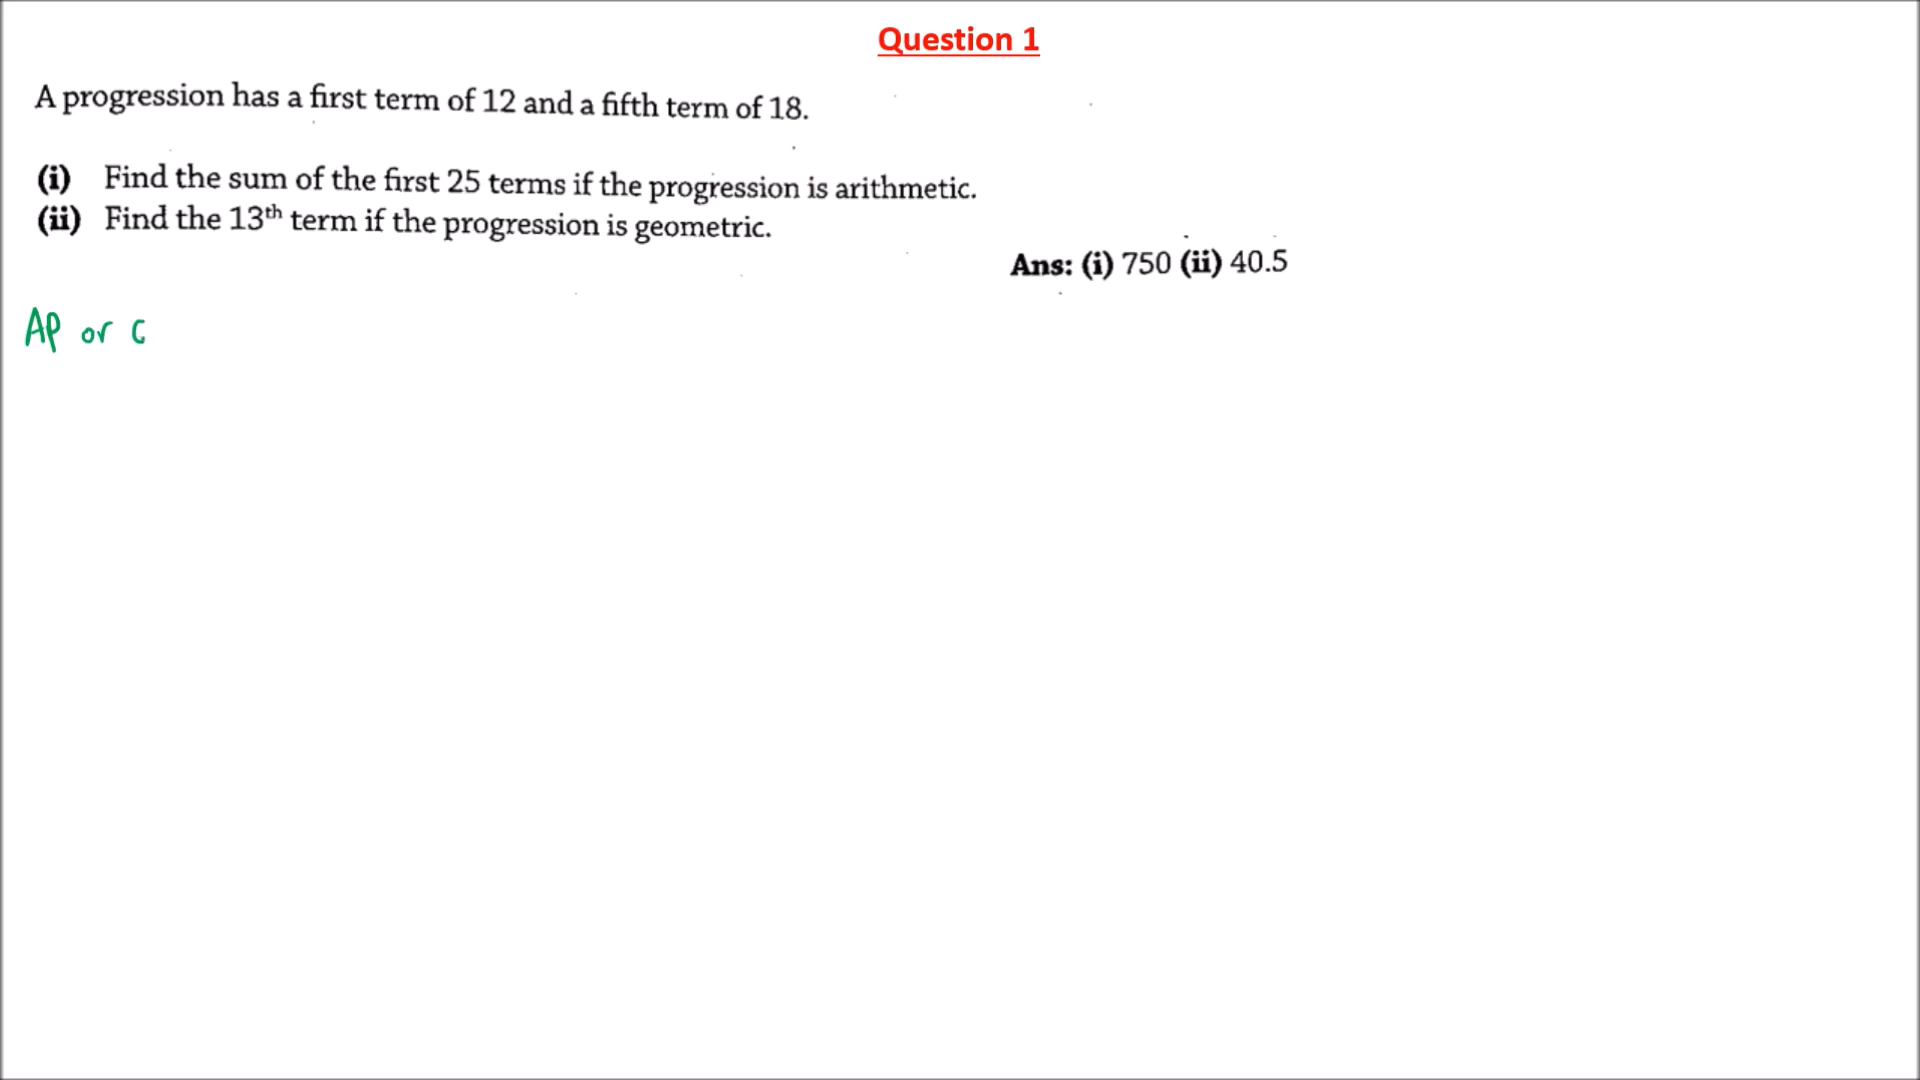 Question 1
A progression has a first term of 12 and a fifth term of 18.
(i) Find the sum of the first 25 terms if the progression is arithmetic.
(ii) Find the 13th term if the progression is geometric.
Ans: (i) 750 (ii) 40.5
AP or G